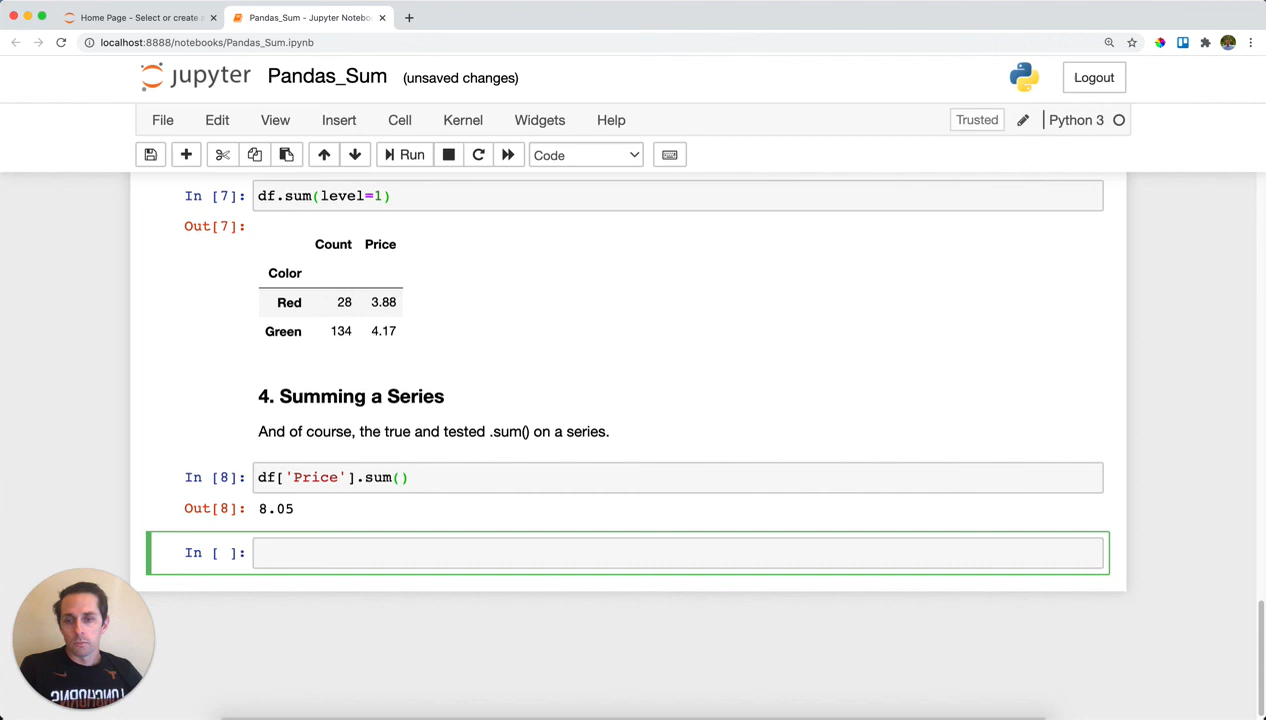 Home Page - Select or create a
Pandas_Sum - Jupyter Noteboo
localhost:8888/notebooks/Pandas_Sum.ipynb
jupyter Pandas_Sum (unsaved changes)
Logout
File Edit View Insert Cell Kernel Widgets Help Trusted Python 3
Run Code
In [7]: df.sum(level=1)
Out[7]:
Count Price
Color
Red 28 3.88
Green 134 4.17
4. Summing a Series
And of course, the true and tested .sum() on a series.
In [8]: df['Price'].sum()
Out[8]: 8.05
In [ ]: